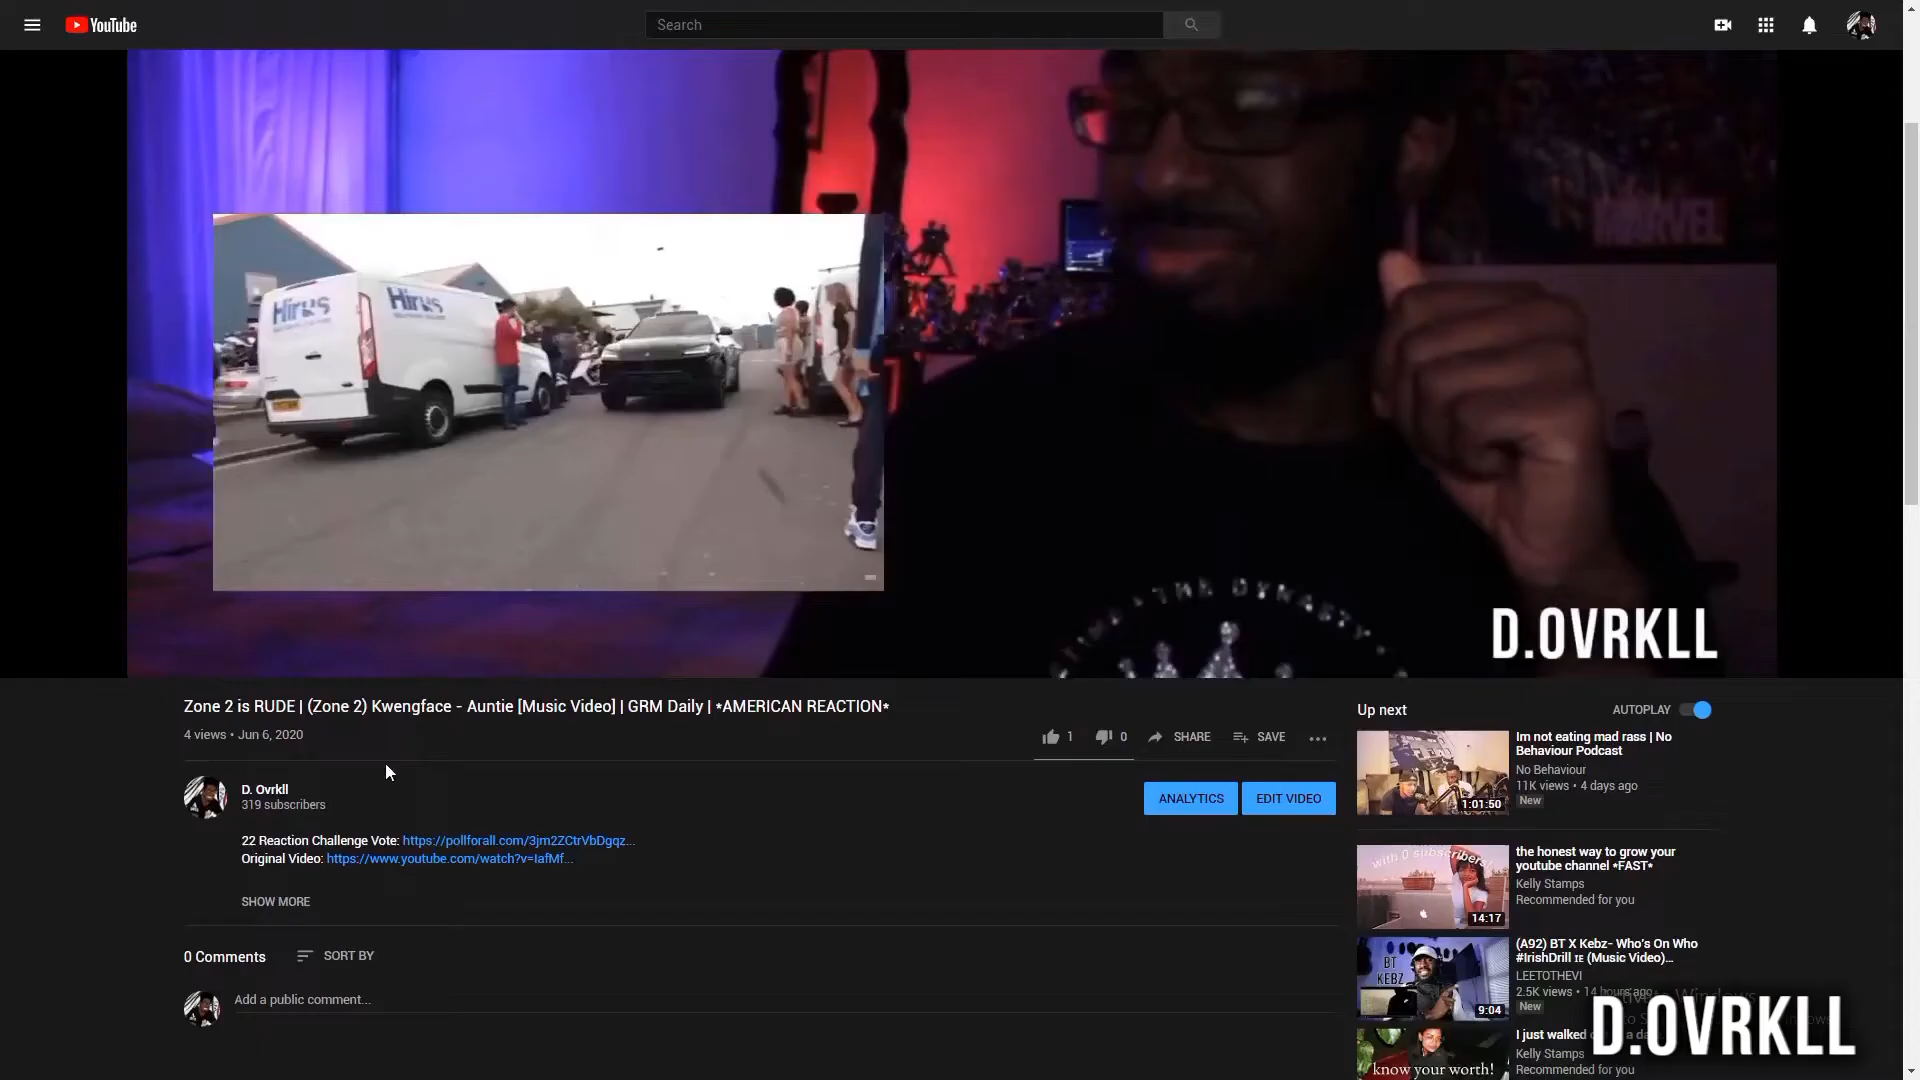 YouTube
Search
Hirus
Hirus
MARVEL
THE DYNASTY
D.OVRKLL
Zone 2 is RUDE | (Zone 2) Kwengface - Auntie [Music Video] | GRM Daily | *AMERICAN REACTION*
4 views • Jun 6, 2020
1
0
SHARE
SAVE
D. Ovrkll
319 subscribers
ANALYTICS
EDIT VIDEO
22 Reaction Challenge Vote: https://pollforall.com/3jm2ZCtrVbDgqz...
Original Video: https://www.youtube.com/watch?v=IafMf...
SHOW MORE
0 Comments
SORT BY
Add a public comment...
Up next
AUTOPLAY
Im not eating mad rass | No
Behaviour Podcast
No Behaviour
11K views • 4 days ago
New
1:01:50
with 0 subscribers!
14:17
the honest way to grow your
youtube channel *FAST*
Kelly Stamps
Recommended for you
BT
KEBZ
9:04
(A92) BT X Kebz- Who's On Who
#IrishDrill 🇮🇪 (Music Video)...
LEETOTHEVI
2.5K views • 14 hours ago
New
know your worth!
I just walked
Kelly Stamps
Recommended for you
D.OVRKLL